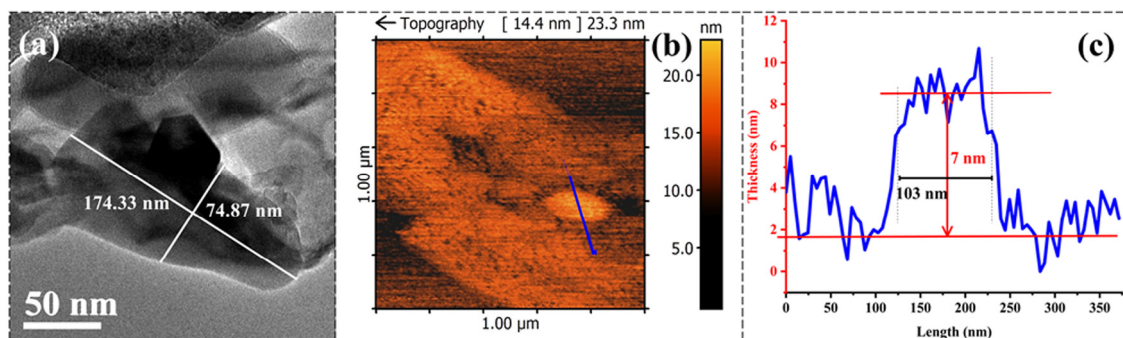 (a)
174.33 nm
74.87 nm
50 nm
← Topography [ 14.4 nm ] 23.3 nm
(b)
nm
20.0
15.0
10.0
5.0
1.00 µm
1.00 µm
(c)
12
10
8
6
4
2
0
Thickness (nm)
7 nm
103 nm
0 50 100 150 200 250 300 350
Length (nm)